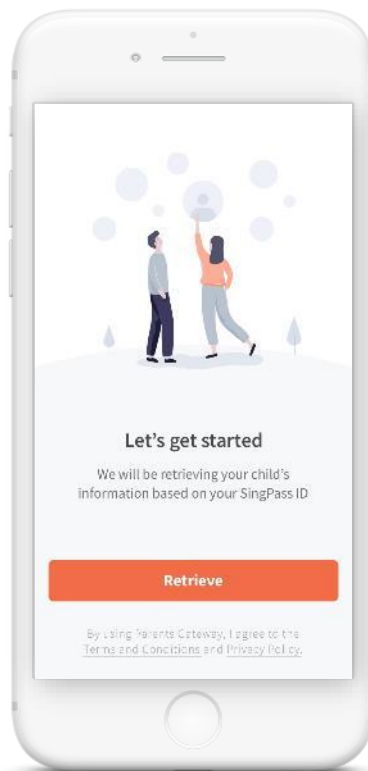 Let's get started
We will be retrieving your child's
information based on your SingPass ID
Retrieve
By using Parents Gateway, I agree to the
Terms and Conditions and Privacy Policy.